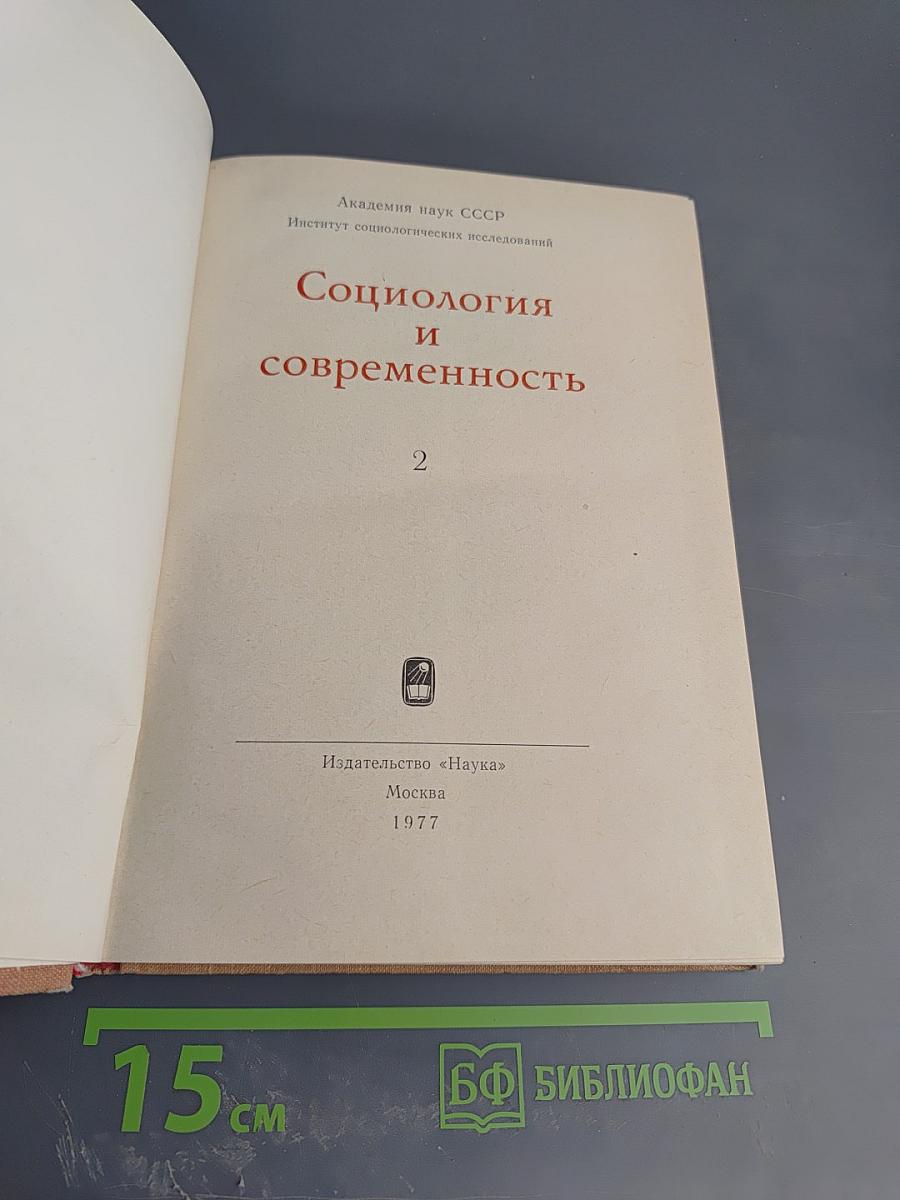 Академия наук СССР
Институт социологических исследований
Социология
и
современность
2
Издательство «Наука»
Москва
1977
15 см
БФ БИБЛИОФАН